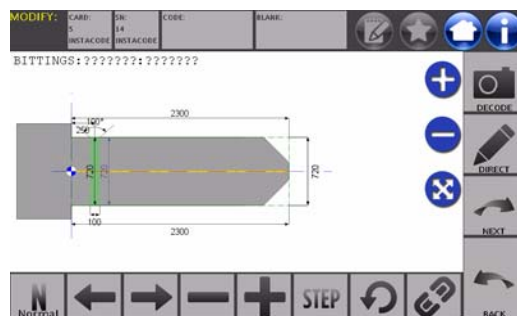 MODIFY:
CARD:
5
INSTACODE
SN:
14
INSTACODE
CODE:
BLANK:
BITTINGS:???????:???????
DECODE
2300
100°
250
720
720
720
DIRECT
100
2300
NEXT
N
Normal
STEP
BACK